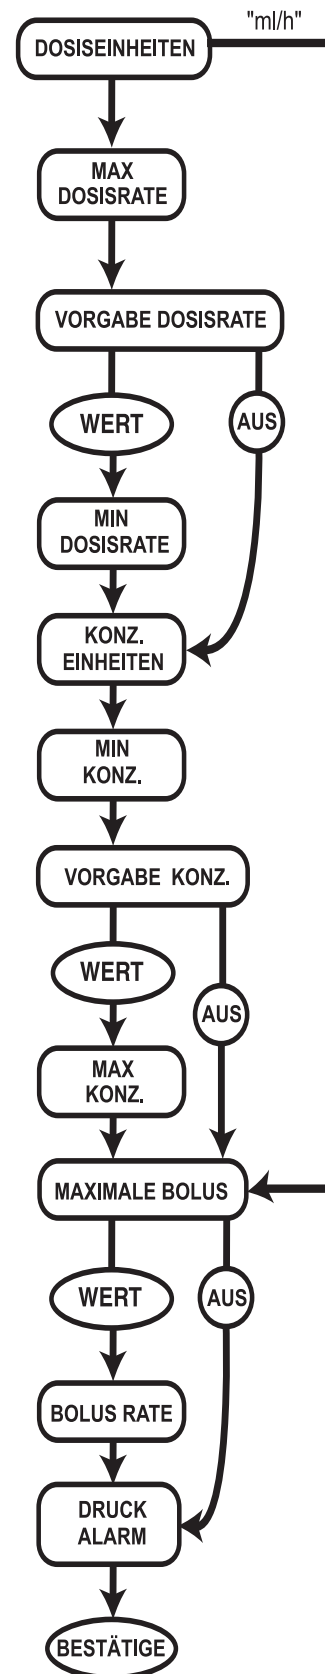 DOSISEINHEITEN
"ml/h"
MAX
DOSISRATE
VORGABE DOSISRATE
WERT
AUS
MIN
DOSISRATE
KONZ.
EINHEITEN
MIN
KONZ.
VORGABE KONZ.
WERT
AUS
MAX
KONZ.
MAXIMALE BOLUS
WERT
AUS
BOLUS RATE
DRUCK
ALARM
BESTÄTIGE